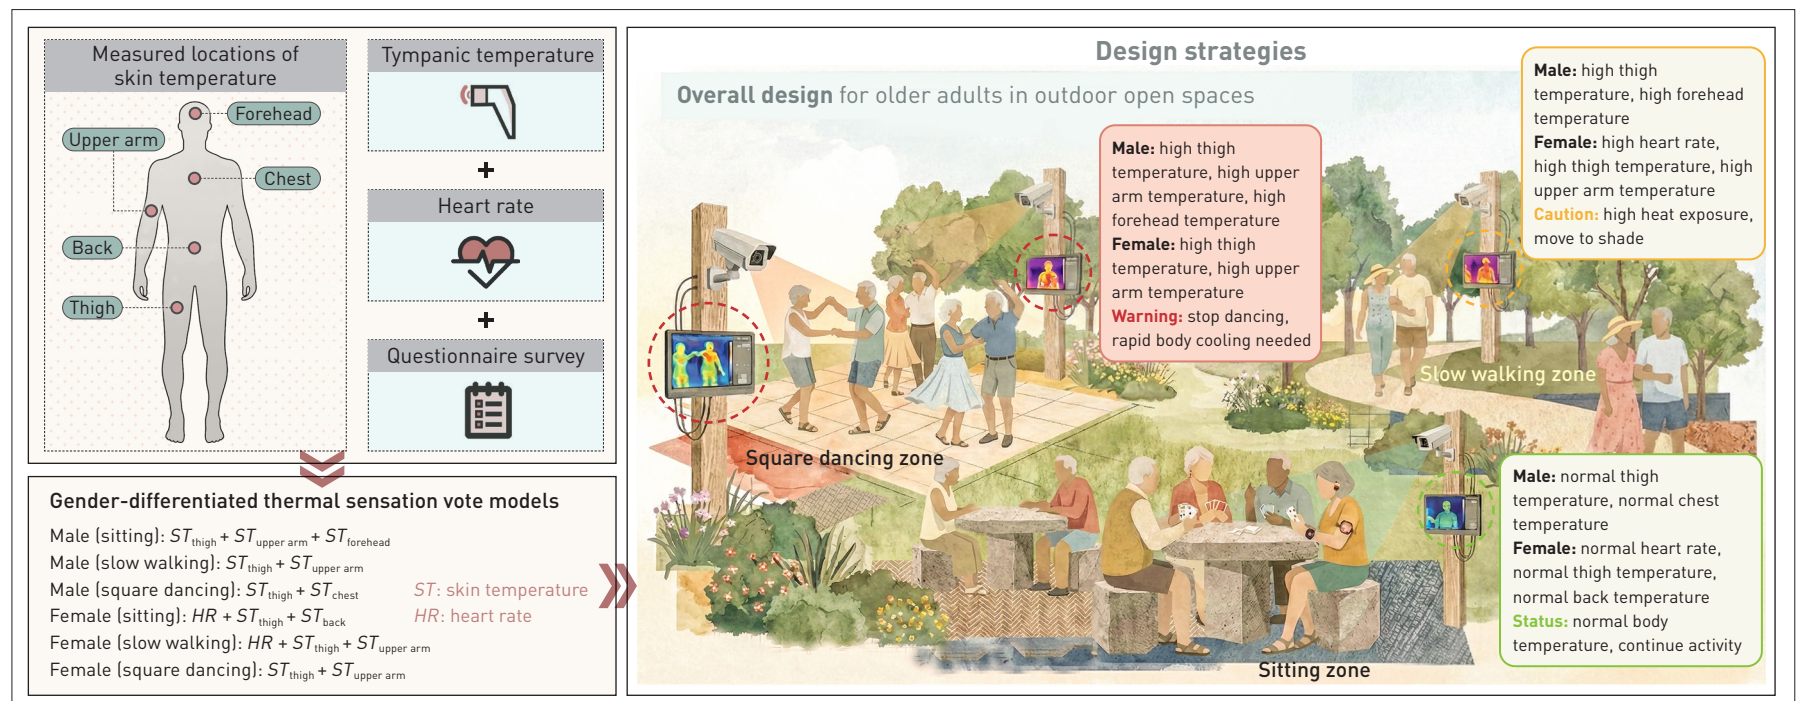 Measured locations of
skin temperature
Forehead
Upper arm
Chest
Back
Thigh
Tympanic temperature
+
Heart rate
+
Questionnaire survey
Gender-differentiated thermal sensation vote models
Male (sitting): ST thigh + ST upper arm + ST forehead
Male (slow walking): ST thigh + ST upper arm
Male (square dancing): ST thigh + ST chest
Female (sitting): HR + ST thigh + ST back
Female (slow walking): HR + ST thigh + ST upper arm
Female (square dancing): ST thigh + ST upper arm
ST: skin temperature
HR: heart rate
Design strategies
Overall design for older adults in outdoor open spaces
Male: high thigh
temperature, high upper
arm temperature, high
forehead temperature
Female: high thigh
temperature, high upper
arm temperature
Warning: stop dancing,
rapid body cooling needed
Male: high thigh
temperature, high forehead
temperature
Female: high heart rate,
high thigh temperature, high
upper arm temperature
Caution: high heat exposure,
move to shade
Slow walking zone
Square dancing zone
Male: normal thigh
temperature, normal chest
temperature
Female: normal heart rate,
normal thigh temperature,
normal back temperature
Status: normal body
temperature, continue activity
Sitting zone